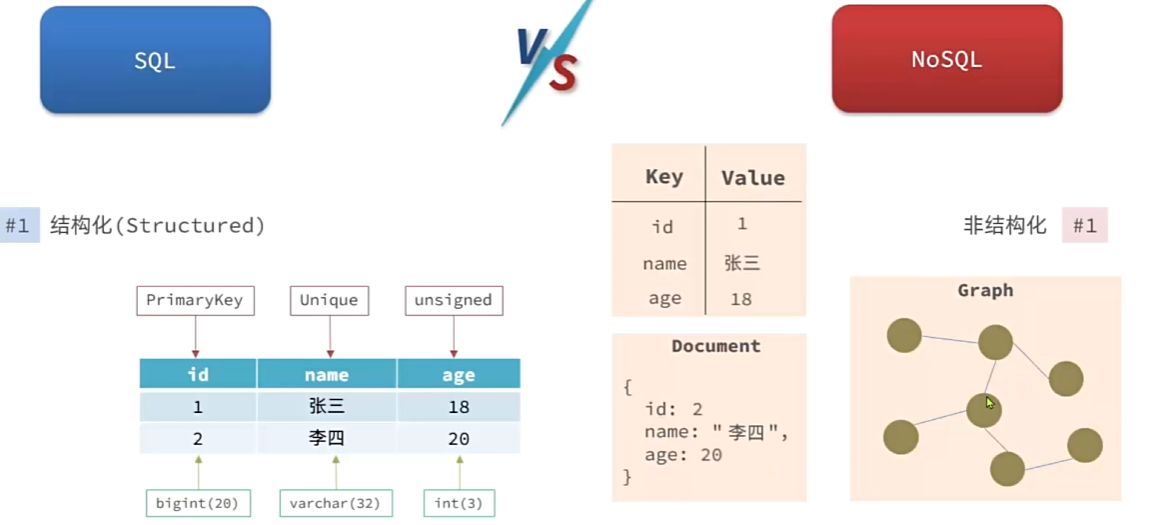 SQL
VS
NoSQL
#1 结构化(Structured)
PrimaryKey Unique unsigned
id name age
1 张三 18
2 李四 20
bigint(20) varchar(32) int(3)
Key Value
id 1
name 张三
age 18
Document
{
id: 2
name: "李四",
age: 20
}
非结构化 #1
Graph